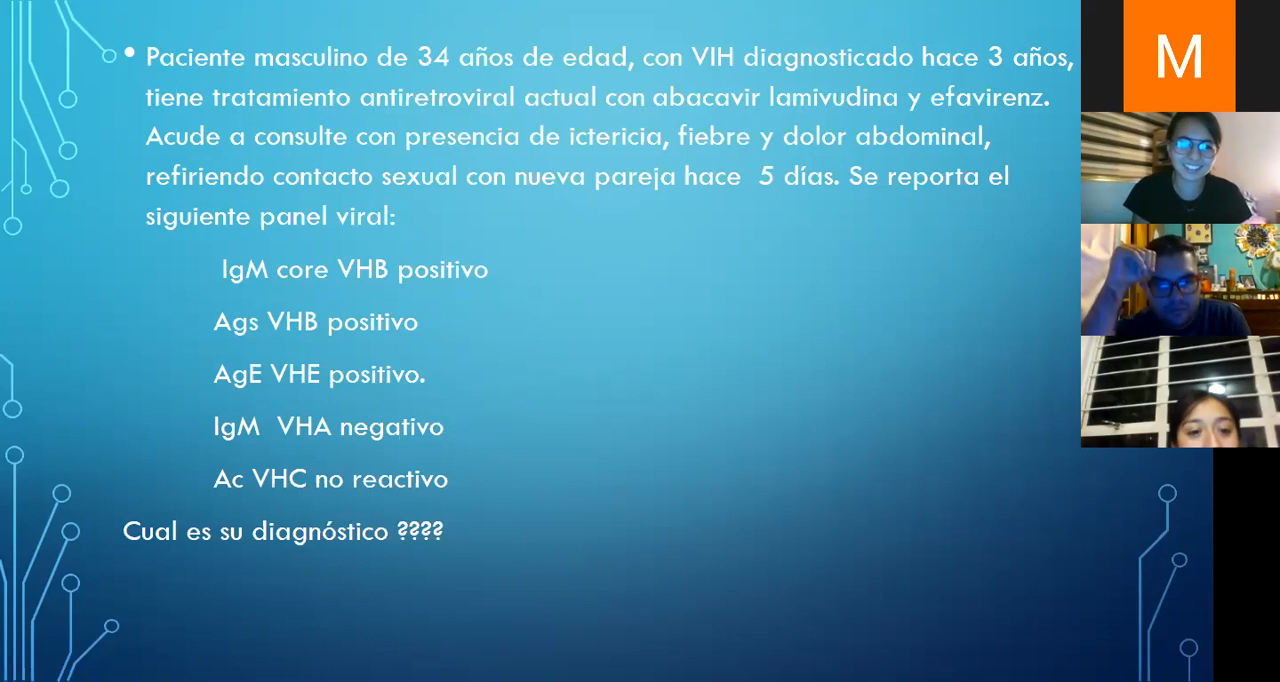 • Paciente masculino de 34 años de edad, con VIH diagnosticado hace 3 años,
tiene tratamiento antiretroviral actual con abacavir lamivudina y efavirenz.
Acude a consulte con presencia de ictericia, fiebre y dolor abdominal,
refiriendo contacto sexual con nueva pareja hace 5 días. Se reporta el
siguiente panel viral:
IgM core VHB positivo
Ags VHB positivo
AgE VHE positivo.
IgM VHA negativo
Ac VHC no reactivo
Cual es su diagnóstico ????
M